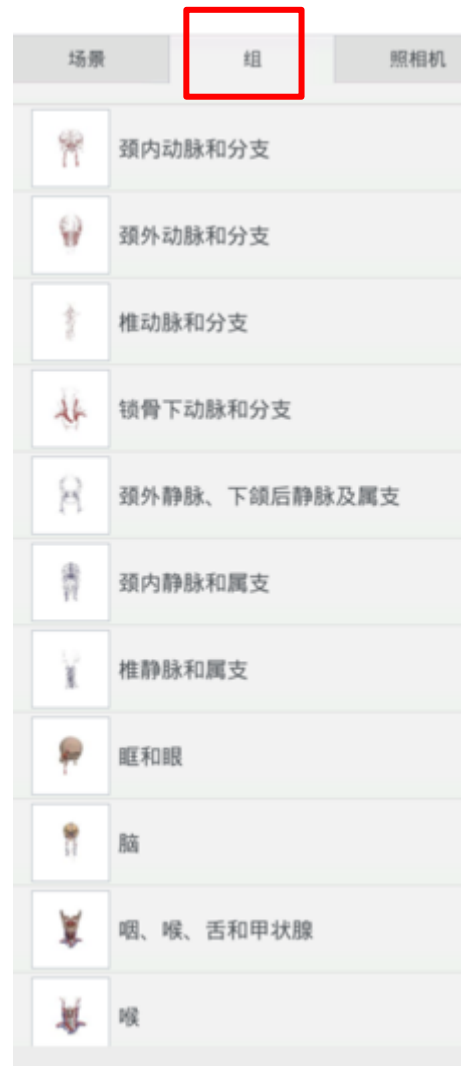 场景 组 照相机
颈内动脉和分支
颈外动脉和分支
椎动脉和分支
锁骨下动脉和分支
颈外静脉、下颌后静脉及属支
颈内静脉和属支
椎静脉和属支
眶和眼
脑
咽、喉、舌和甲状腺
喉